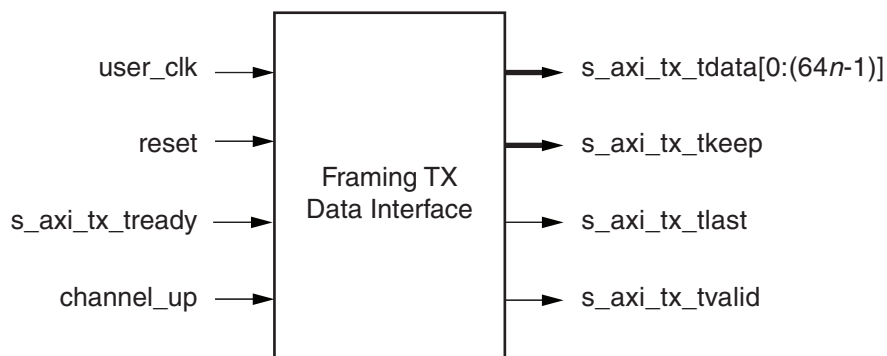 user_clk
reset
s_axi_tx_tready
channel_up
Framing TX
Data Interface
s_axi_tx_tdata[0:(64n-1)]
s_axi_tx_tkeep
s_axi_tx_tlast
s_axi_tx_tvalid